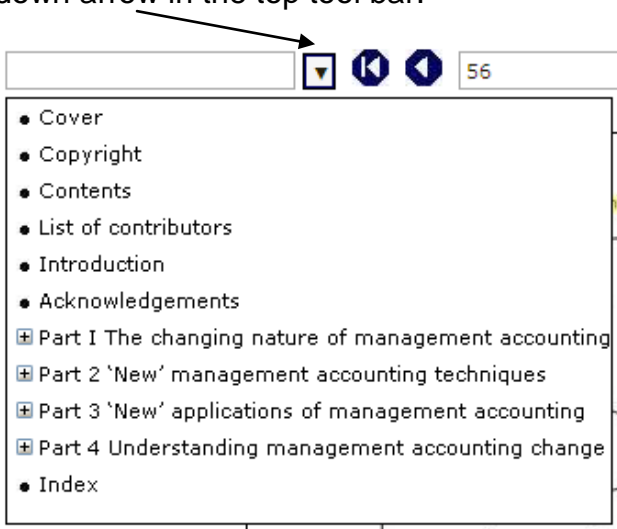 down arrow in the top tool bar.
56
Cover
Copyright
Contents
List of contributors
Introduction
Acknowledgements
Part I The changing nature of management accounting
Part 2 ‘New’ management accounting techniques
Part 3 ‘New’ applications of management accounting
Part 4 Understanding management accounting change
Index